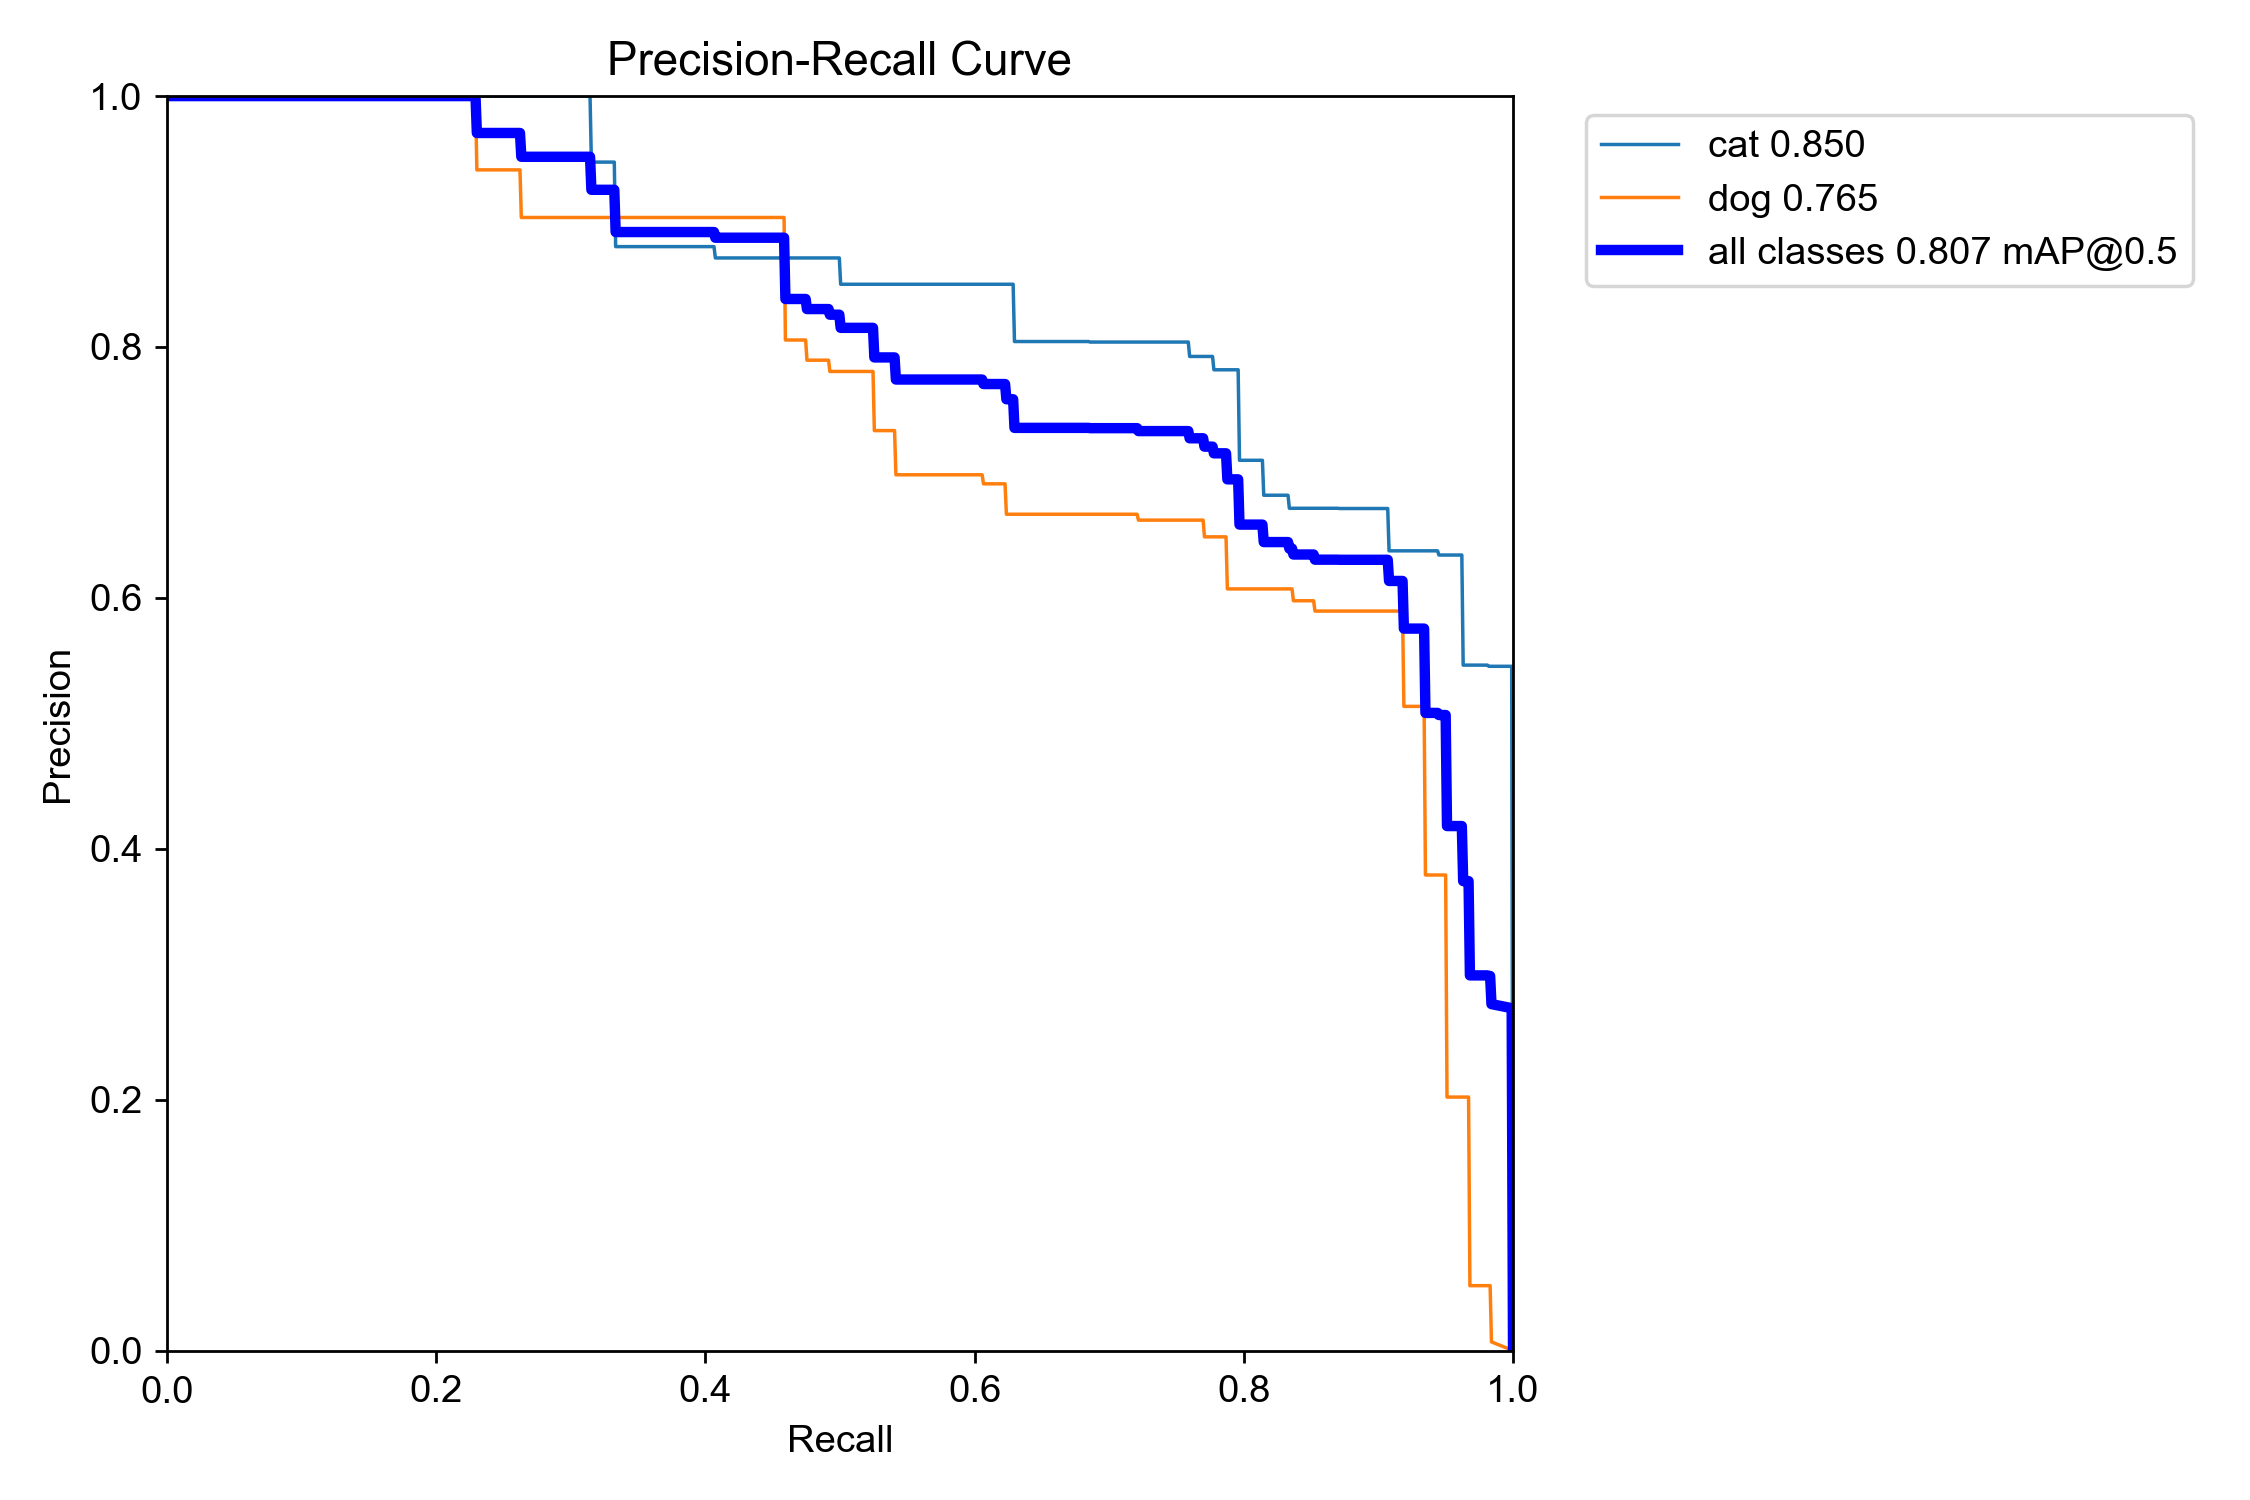 Precision-Recall Curve
1.0
0.8
0.6
0.4
0.2
0.0
Precision
0.0 0.2 0.4 0.6 0.8 1.0
Recall
cat 0.850
dog 0.765
all classes 0.807 mAP@0.5